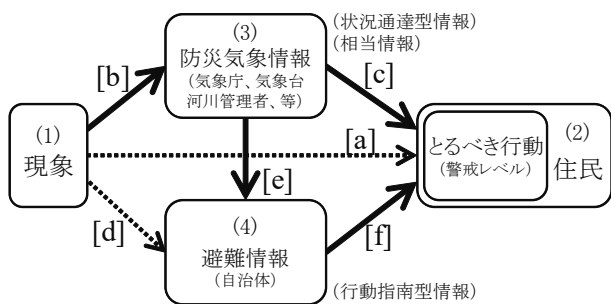 (3)
防災気象情報
(気象庁、気象台
河川管理者、等)
(状況通達型情報)
(相当情報)
[b]
[c]
(1)
現象
[a]
とるべき行動
(警戒レベル)
(2)
住民
[e]
[d]
(4)
避難情報
(自治体)
[f]
(行動指南型情報)